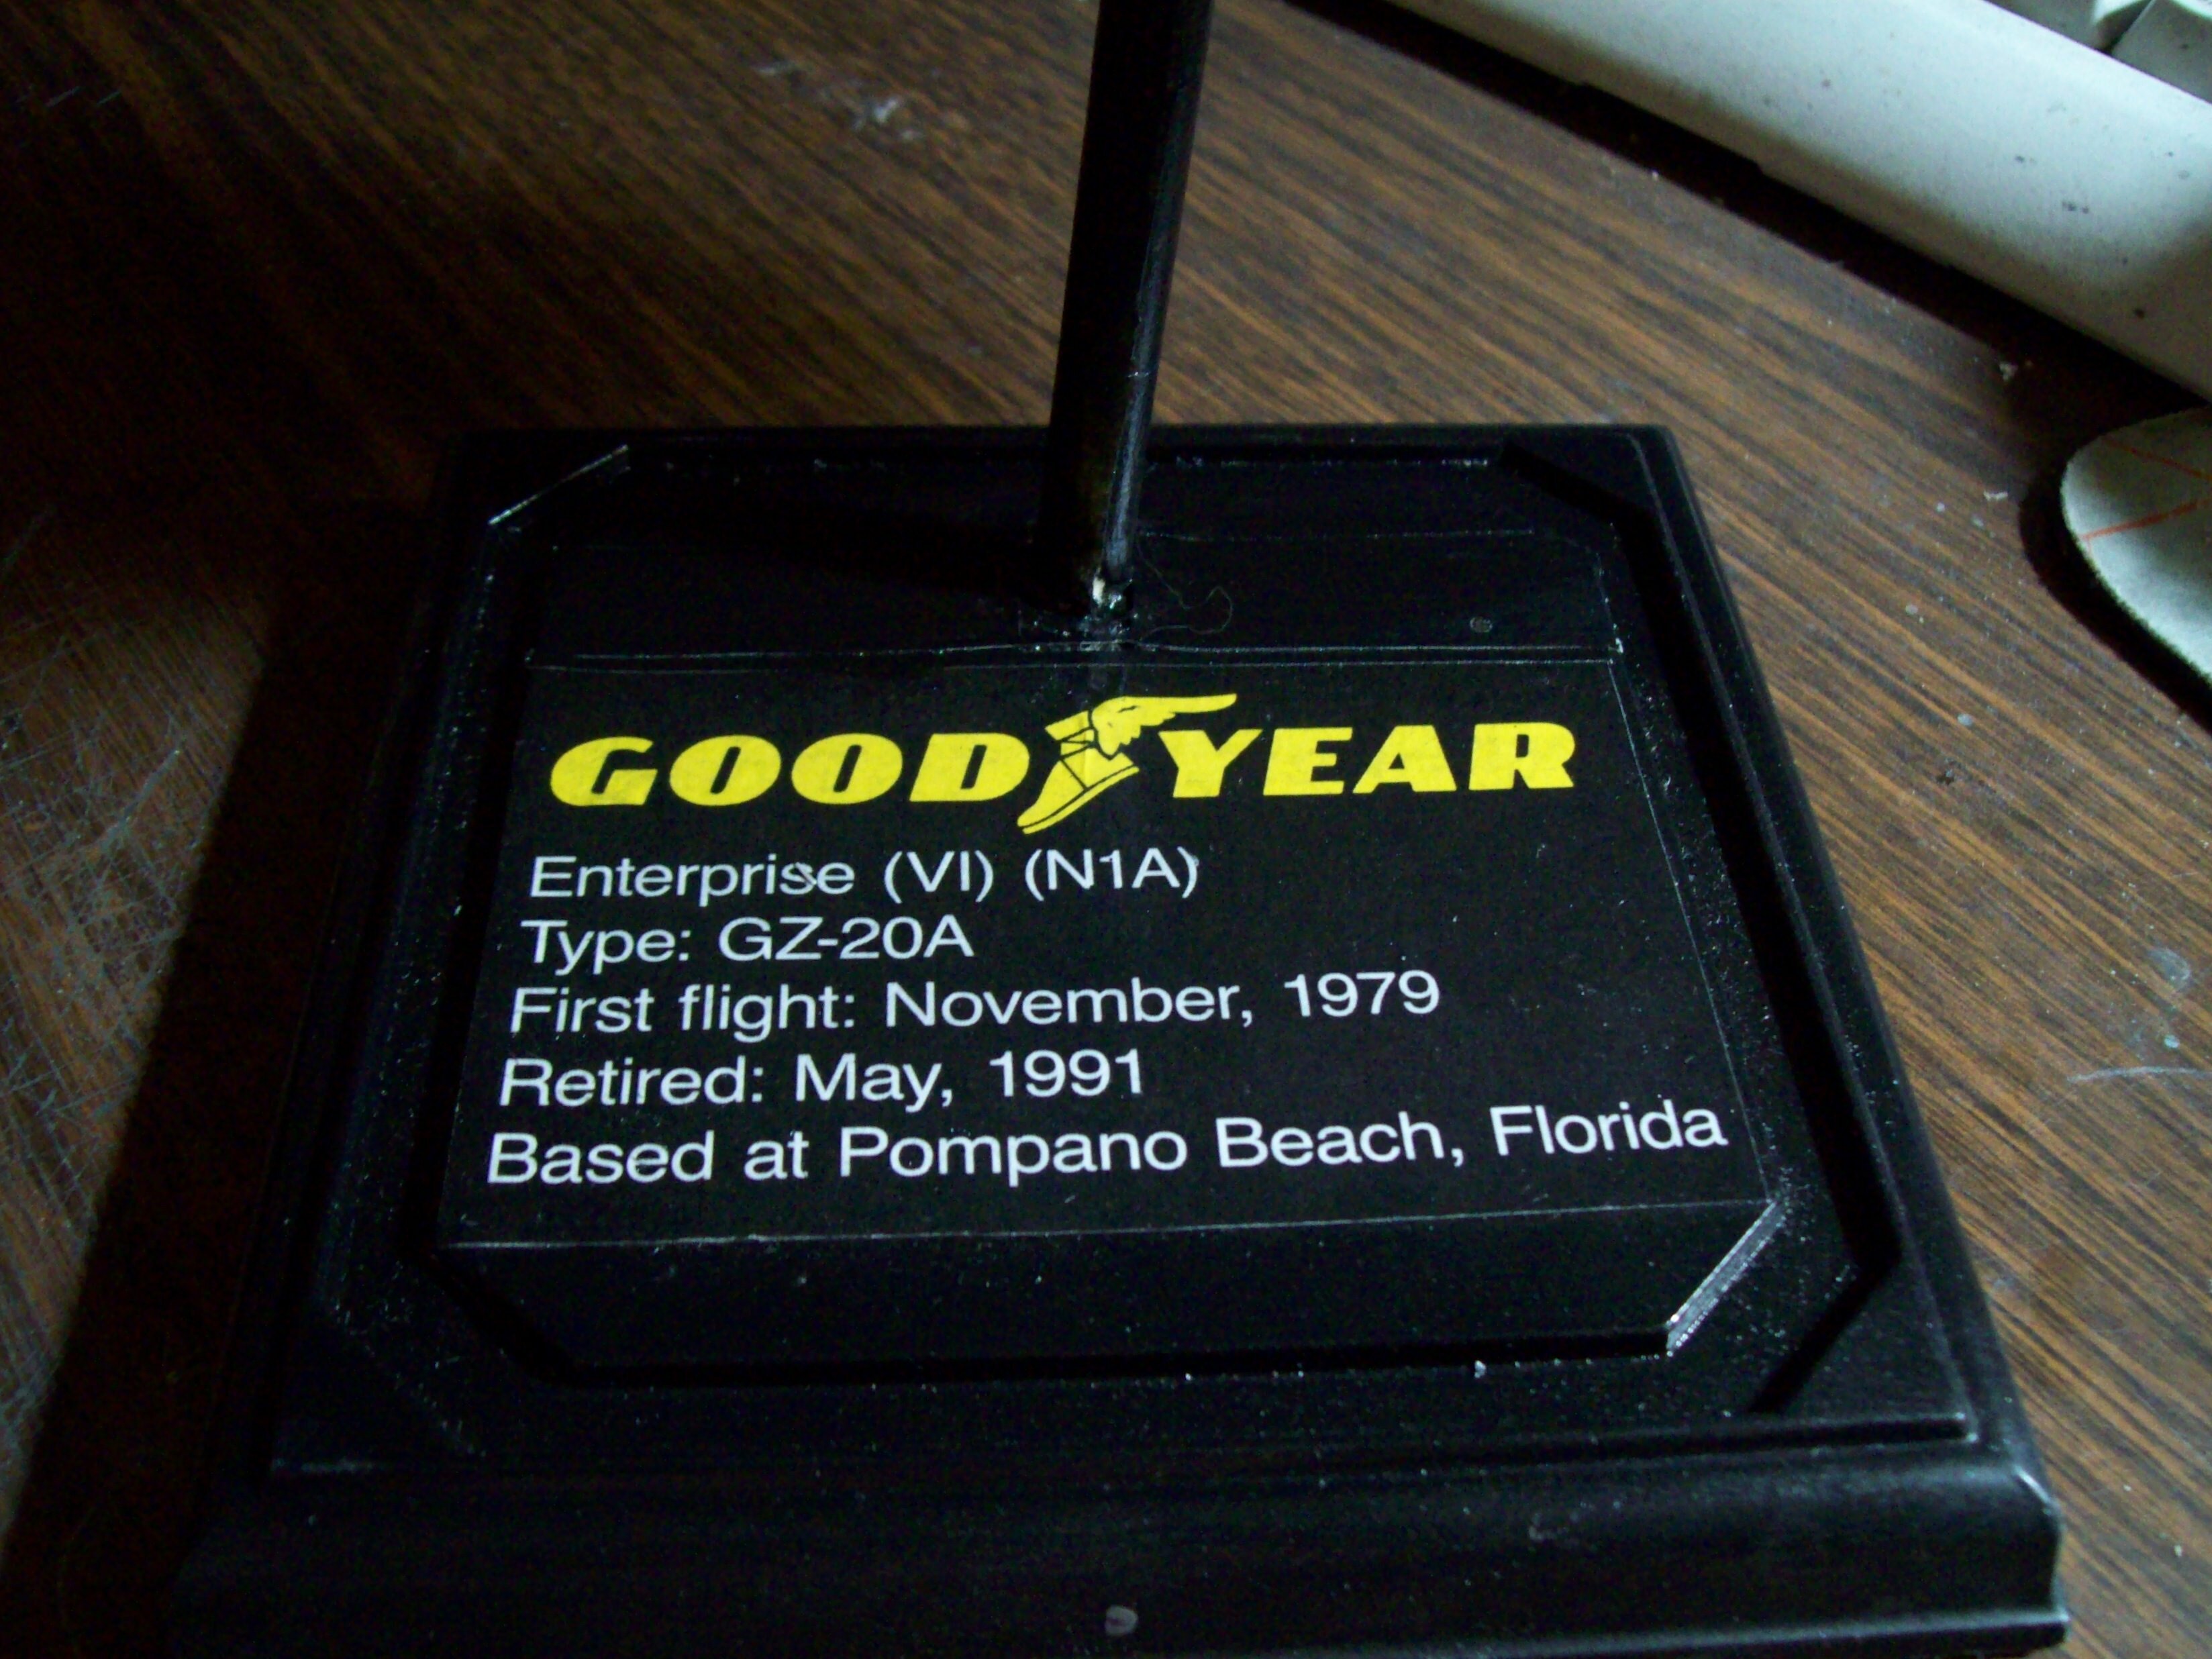 GOODYEAR
Enterprise (VI) (N1A)
Type: GZ-20A
First flight: November, 1979
Retired: May, 1991
Based at Pompano Beach, Florida